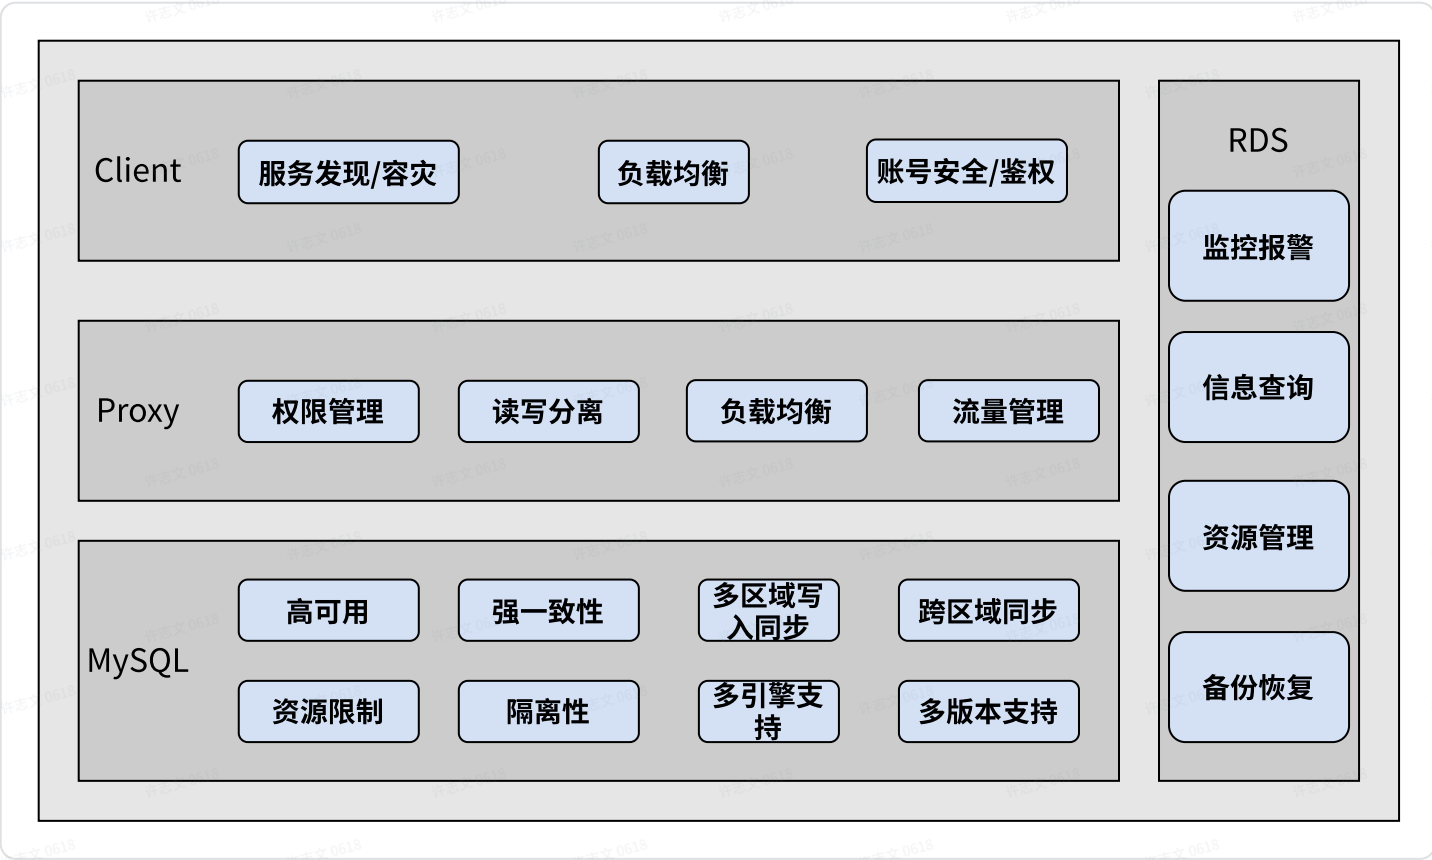 Client
服务发现/容灾
负载均衡
账号安全/鉴权
Proxy
权限管理
读写分离
负载均衡
流量管理
MySQL
高可用
强一致性
多区域写
入同步
跨区域同步
资源限制
隔离性
多引擎支
持
多版本支持
RDS
监控报警
信息查询
资源管理
备份恢复
许志文 0618